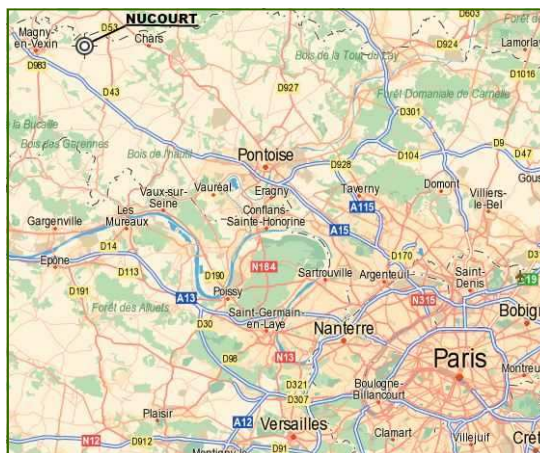 NUCOURT
D53
D603
Magny-
en-Vexin
Chars
D924
Lamorlay
Bois de la Tour du Lay
D983
D1016
D43
D927
Forêt Domaniale de Carnelle
D301
la Bucaille
Bois des Garennes
Bois de l'hautil
Pontoise
D9
D104
D47
D928
Vaux-sur-
Seine
Vauréal
Eragny
Taverny
Domont
Villiers-
le-Bel
Les
Mureaux
Conflans-
Sainte-Honorine
A115
Gargenville
A15
D14
D170
Epône
D113
D190
N184
Sartrouville
Argenteuil
Saint-
Denis
D191
A13
Poissy
N315
Forêt des Alluets
Saint-Germain
en-Laye
D30
Nanterre
N13
D98
Paris
D321
Boulogne-
Billancourt
D307
Plaisir
A12
Versailles
Clamart
Villejuif
N12
D912
D91